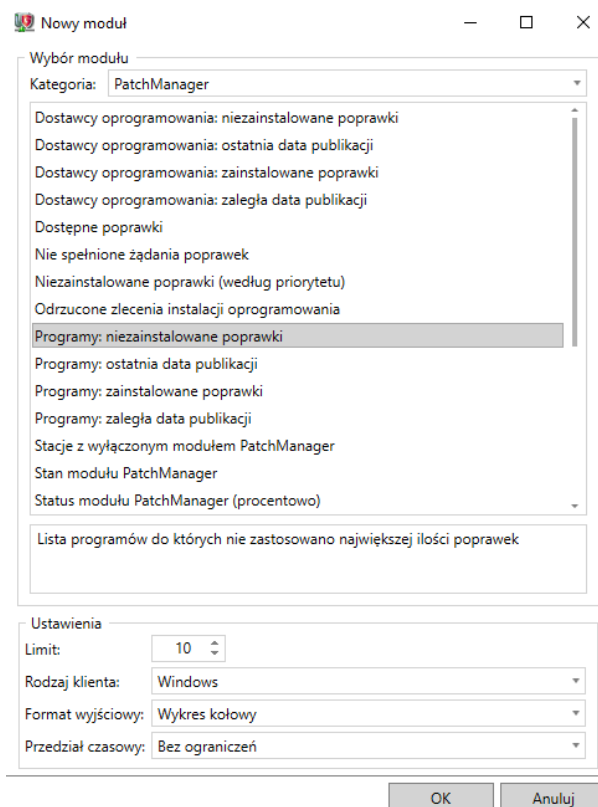 Nowy moduł
Wybór modułu
Kategoria: PatchManager
Dostawcy oprogramowania: niezainstalowane poprawki
Dostawcy oprogramowania: ostatnia data publikacji
Dostawcy oprogramowania: zainstalowane poprawki
Dostawcy oprogramowania: zaległa data publikacji
Dostępne poprawki
Nie spełnione żądania poprawek
Niezainstalowane poprawki (według priorytetu)
Odrzucone zlecenia instalacji oprogramowania
Programy: niezainstalowane poprawki
Programy: ostatnia data publikacji
Programy: zainstalowane poprawki
Programy: zaległa data publikacji
Stacje z wyłączonym modułem PatchManager
Stan modułu PatchManager
Status modułu PatchManager (procentowo)
Lista programów do których nie zastosowano największej ilości poprawek
Ustawienia
Limit: 10
Rodzaj klienta: Windows
Format wyjściowy: Wykres kołowy
Przedział czasowy: Bez ograniczeń
OK Anuluj